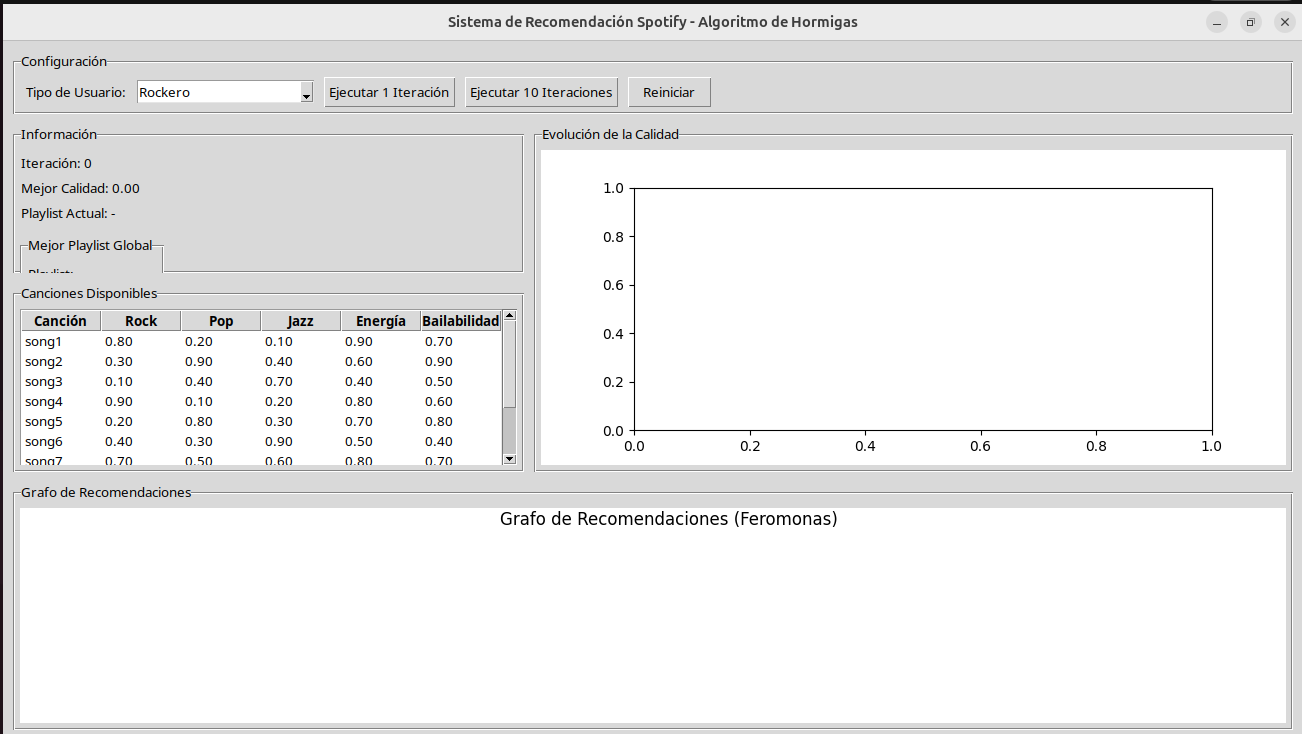 Sistema de Recomendación Spotify - Algoritmo de Hormigas
Configuración
Tipo de Usuario: Rockero Ejecutar 1 Iteración Ejecutar 10 Iteraciones Reiniciar
Información
Iteración: 0
Mejor Calidad: 0.00
Playlist Actual: -
Mejor Playlist Global
Playlist:
Canciones Disponibles
Canción Rock Pop Jazz Energía Bailabilidad
song1 0.80 0.20 0.10 0.90 0.70
song2 0.30 0.90 0.40 0.60 0.90
song3 0.10 0.40 0.70 0.40 0.50
song4 0.90 0.10 0.20 0.80 0.60
song5 0.20 0.80 0.30 0.70 0.80
song6 0.40 0.30 0.90 0.50 0.40
song7 0.70 0.50 0.60 0.80 0.70
Evolución de la Calidad
1.0
0.8
0.6
0.4
0.2
0.0
0.0 0.2 0.4 0.6 0.8 1.0
Grafo de Recomendaciones
Grafo de Recomendaciones (Feromonas)